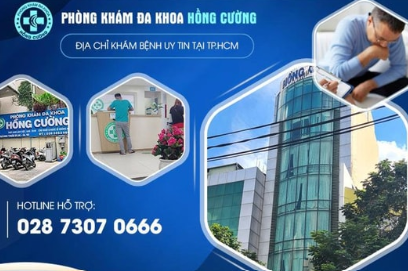 PHÒNG KHÁM ĐA KHOA HỒNG CƯỜNG
ĐỊA CHỈ KHÁM BỆNH UY TIN TẠI TP.HCM
PHÒNG KHÁM ĐA KHOA
HỒNG CƯỜNG
HOTLINE HỖ TRỢ:
028 7307 0666